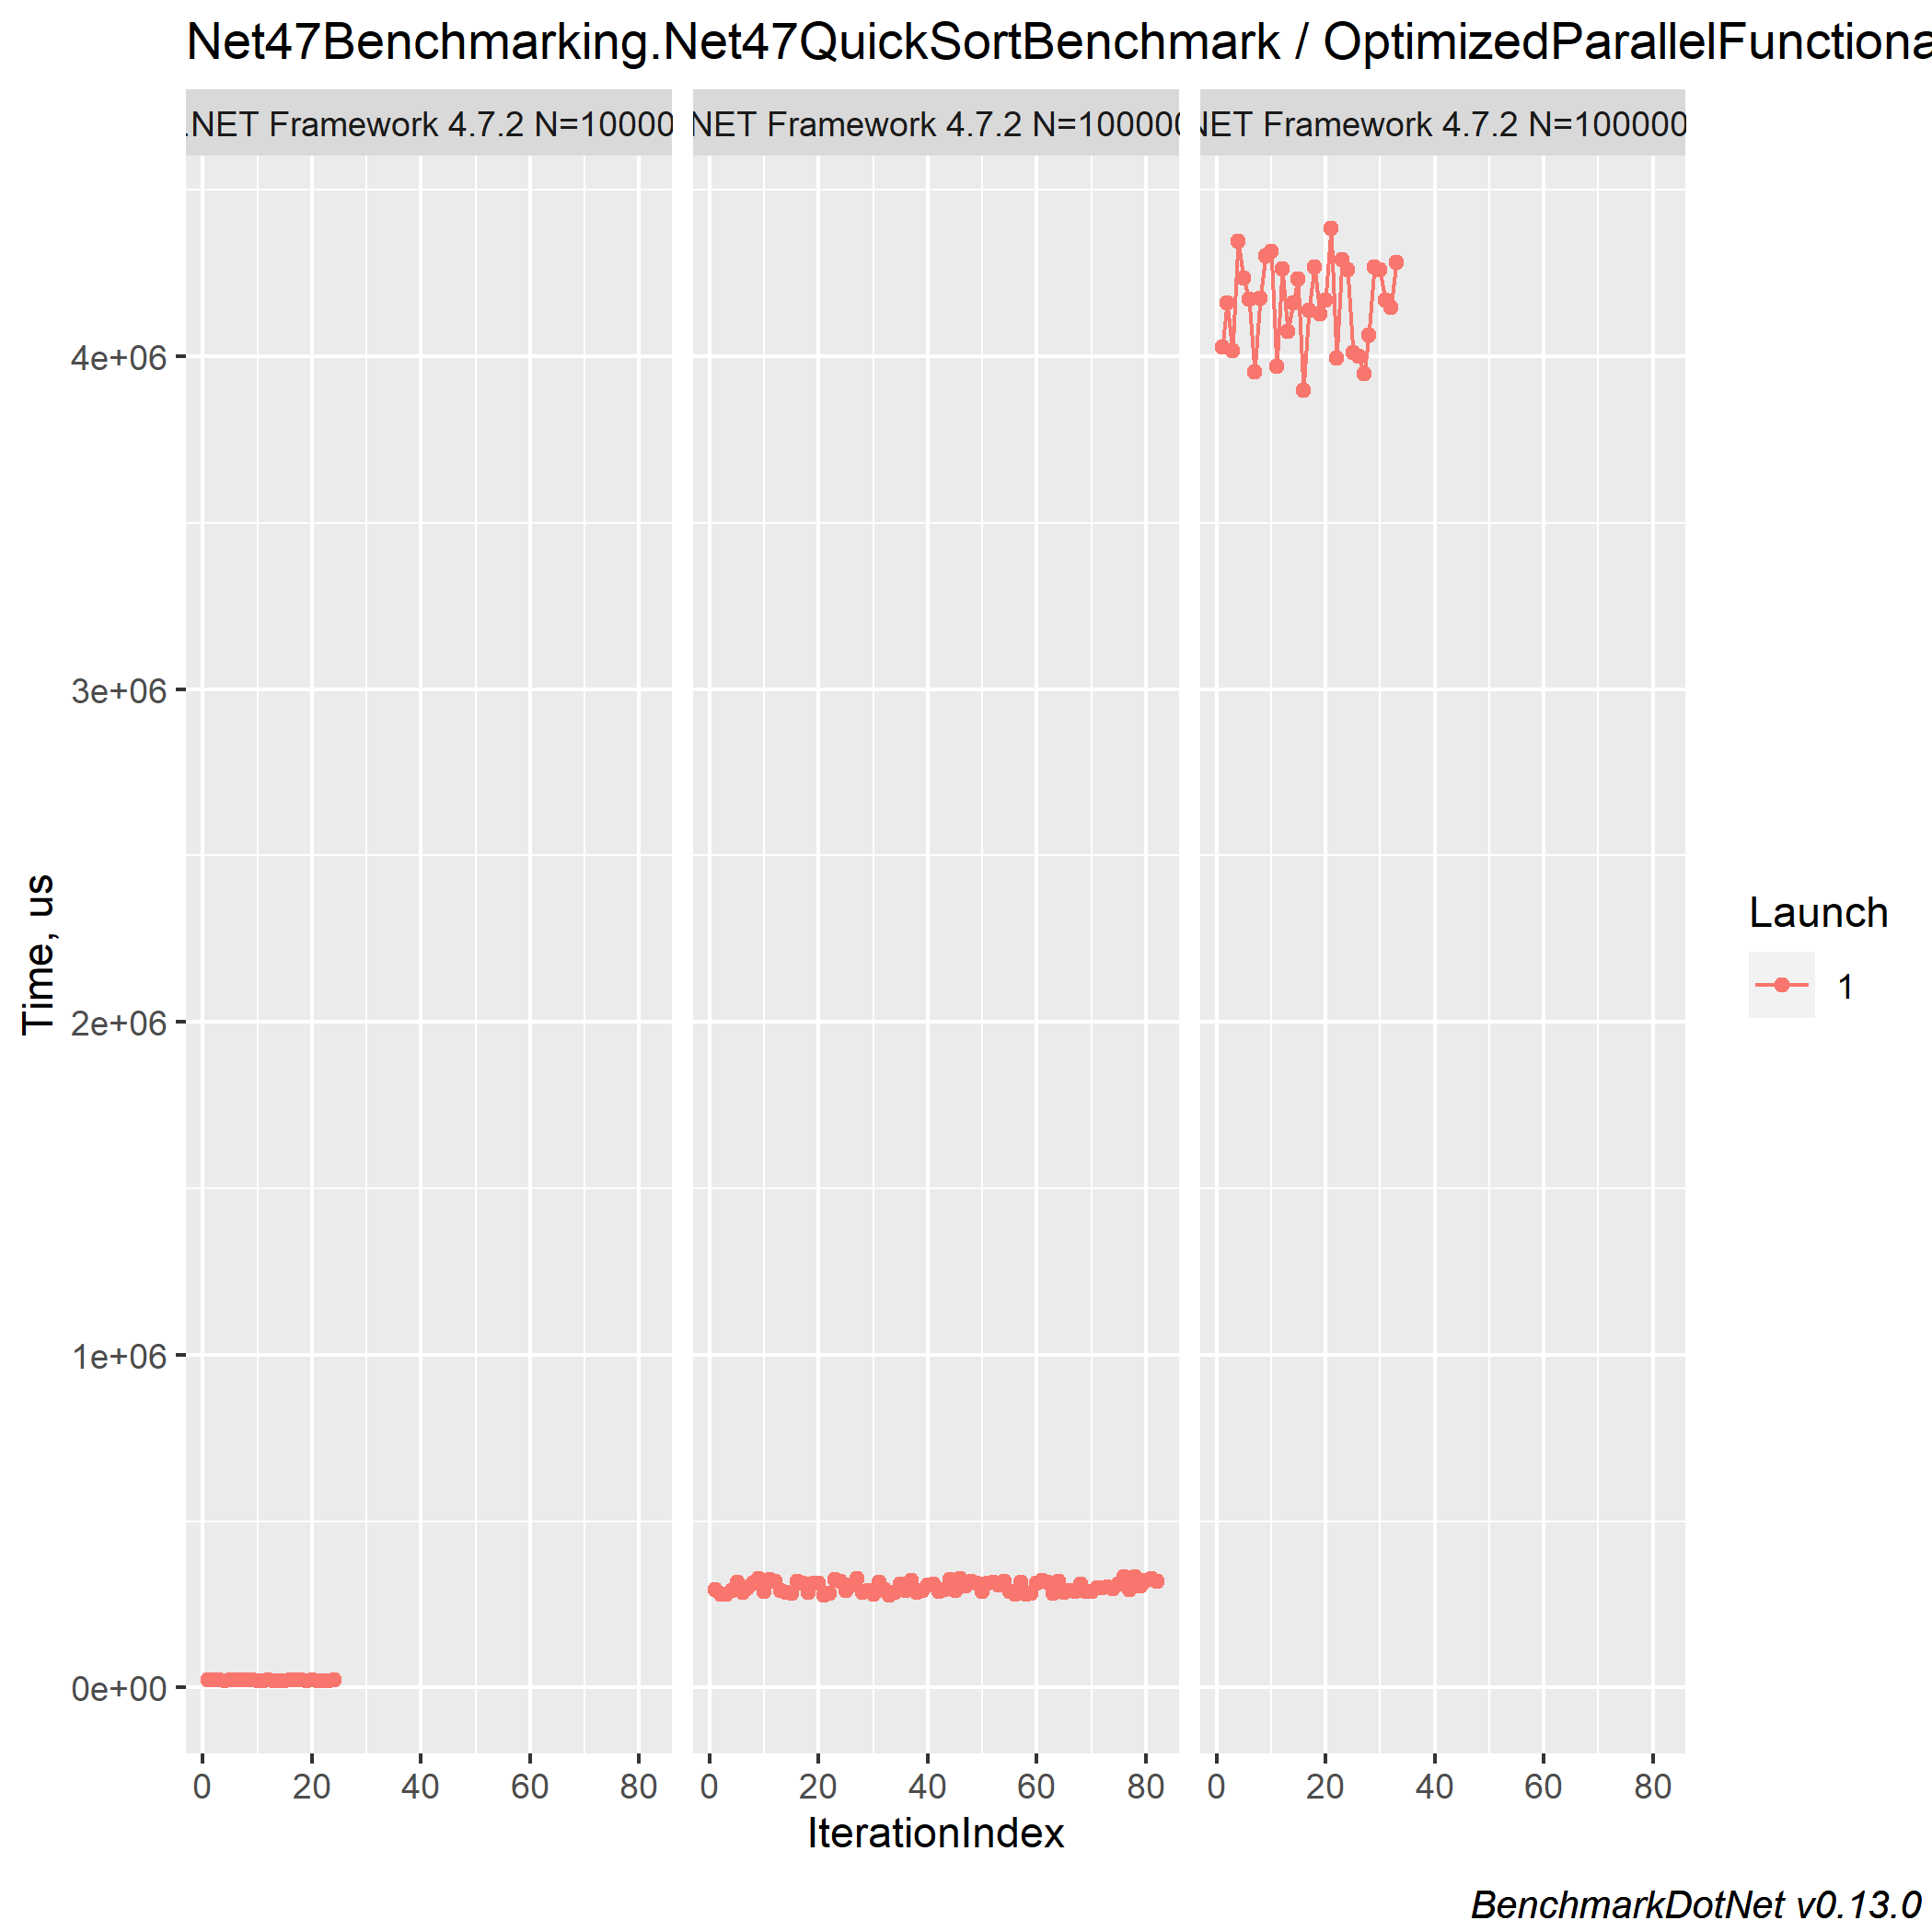 Net47Benchmarking.Net47QuickSortBenchmark / OptimizedParallelFunctiona
.NET Framework 4.7.2 N=10000
NET Framework 4.7.2 N=100000
NET Framework 4.7.2 N=100000
4e+06
3e+06
2e+06
1e+06
0e+00
Time, us
0 20 40 60 80
0 20 40 60 80
0 20 40 60 80
IterationIndex
Launch
1
BenchmarkDotNet v0.13.0